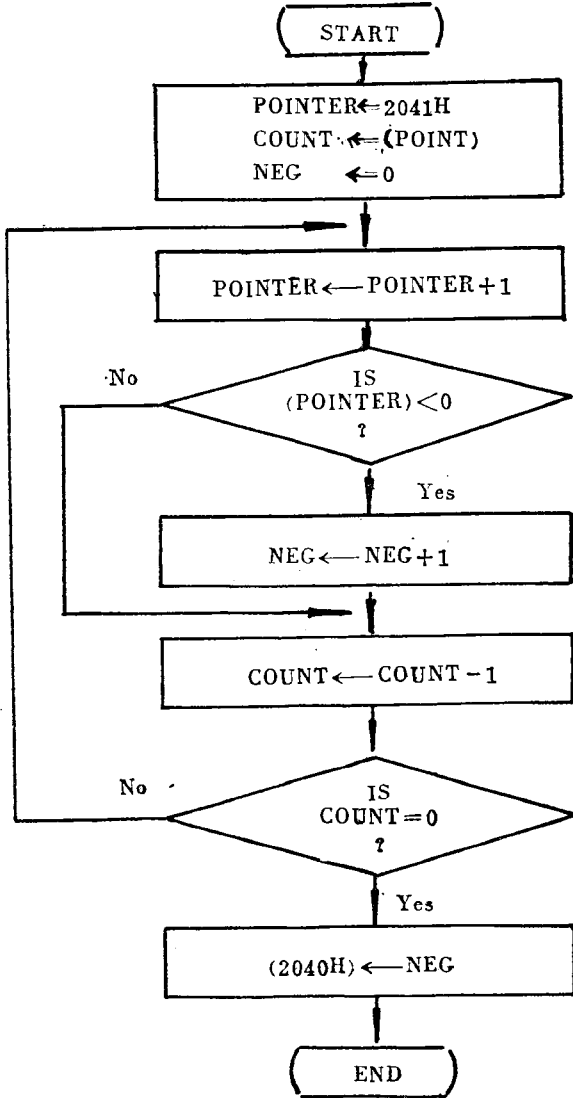 START
POINTER←2041H
COUNT ←(POINT)
NEG ←0
POINTER←POINTER+1
No
IS
(POINTER)<0
?
Yes
NEG←NEG+1
COUNT←COUNT-1
No
IS
COUNT=0
?
Yes
(2040H)←NEG
END